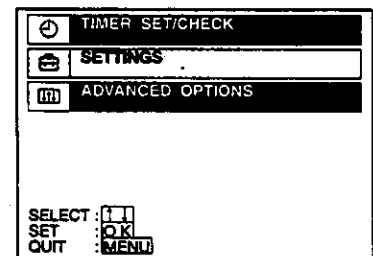 TIMER SET/CHECK
SETTINGS
ADVANCED OPTIONS
SELECT : ↑ ↓
SET : OK
QUIT : MENU